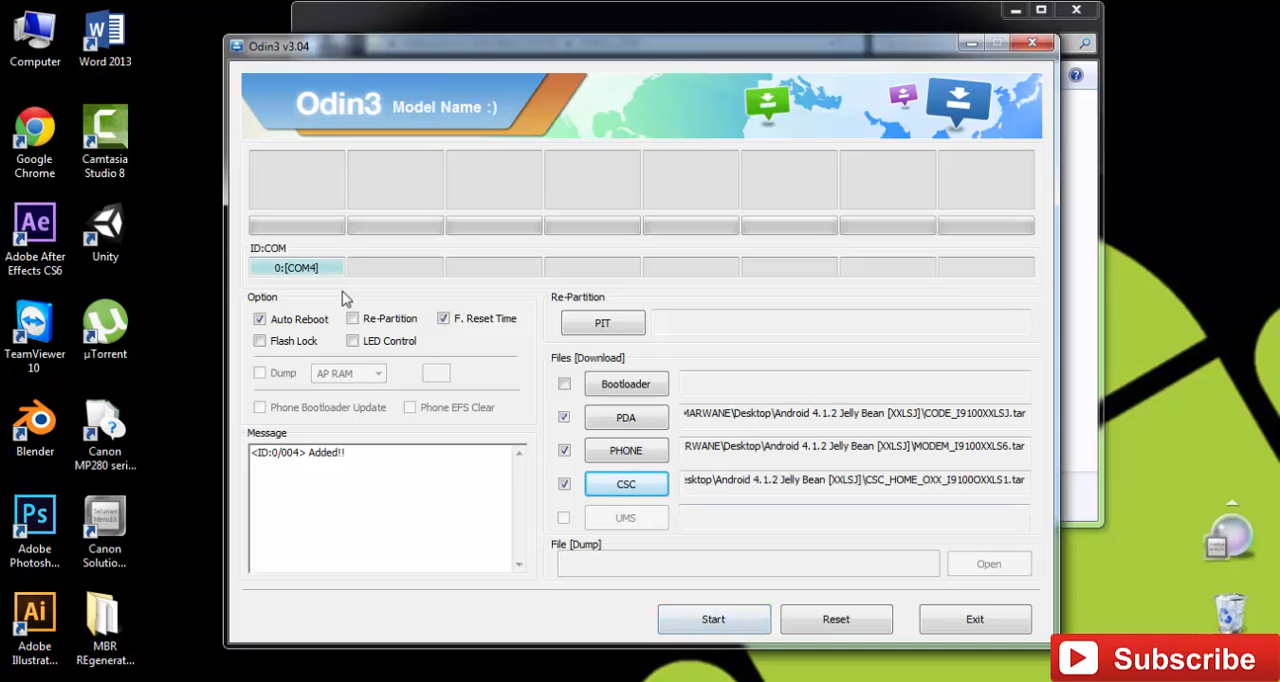 Computer
Word 2013
Google
Chrome
Camtasia
Studio 8
Ae
Adobe After
Effects CS6
Unity
TeamViewer
10
µTorrent
Blender
Canon
MP280 seri...
Ps
Adobe
Photosh...
Canon
Solutio...
Ai
Adobe
Illustrat...
MBR
REgenerat...
Odin3 v3.04
Odin3 Model Name :)
ID:COM
0:[COM4]
Option
Auto Reboot
Re-Partition
F. Reset Time
Flash Lock
LED Control
Dump
AP RAM
Phone Bootloader Update
Phone EFS Clear
Message
<ID:0/004> Added!!
Re-Partition
PIT
Files [Download]
Bootloader
PDA
MARWANE\Desktop\Android 4.1.2 Jelly Bean [XXLSJ]\CODE_I9100XXLSJ.tar
PHONE
RWANE\Desktop\Android 4.1.2 Jelly Bean [XXLSJ]\MODEM_I9100XXLS6.tar
CSC
sktop\Android 4.1.2 Jelly Bean [XXLSJ]\CSC_HOME_OXX_I9100OXXLS1.tar
UMS
File [Dump]
Open
Start
Reset
Exit
Subscribe